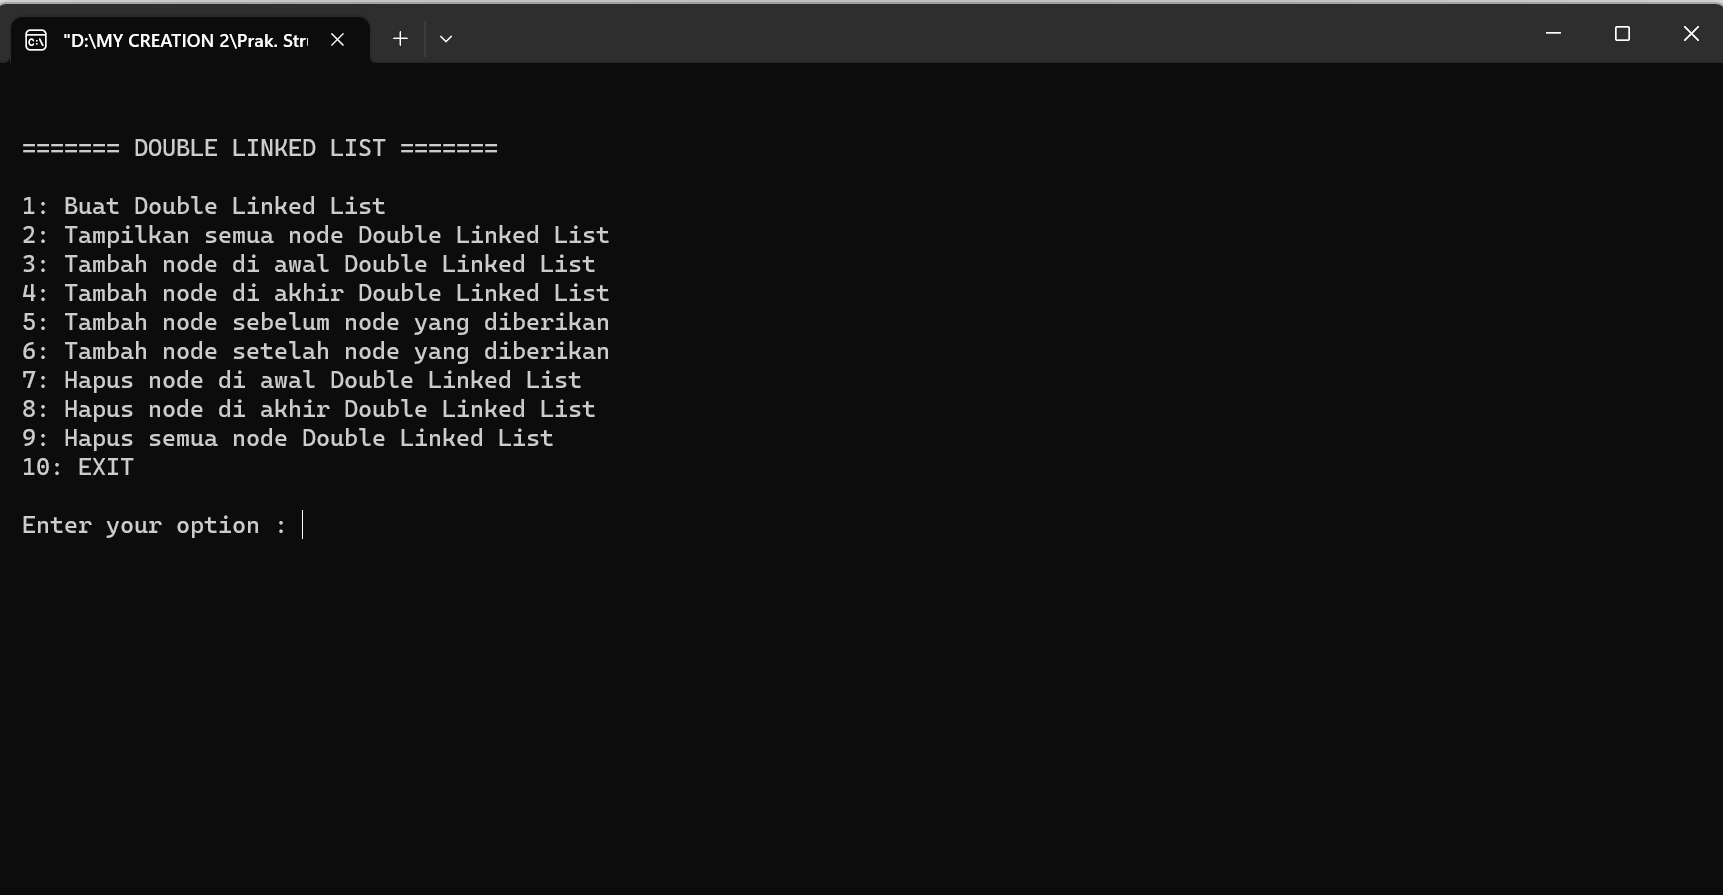 "D:\MY CREATION 2\Prak. Str
======= DOUBLE LINKED LIST =======
1: Buat Double Linked List
2: Tampilkan semua node Double Linked List
3: Tambah node di awal Double Linked List
4: Tambah node di akhir Double Linked List
5: Tambah node sebelum node yang diberikan
6: Tambah node setelah node yang diberikan
7: Hapus node di awal Double Linked List
8: Hapus node di akhir Double Linked List
9: Hapus semua node Double Linked List
10: EXIT
Enter your option :